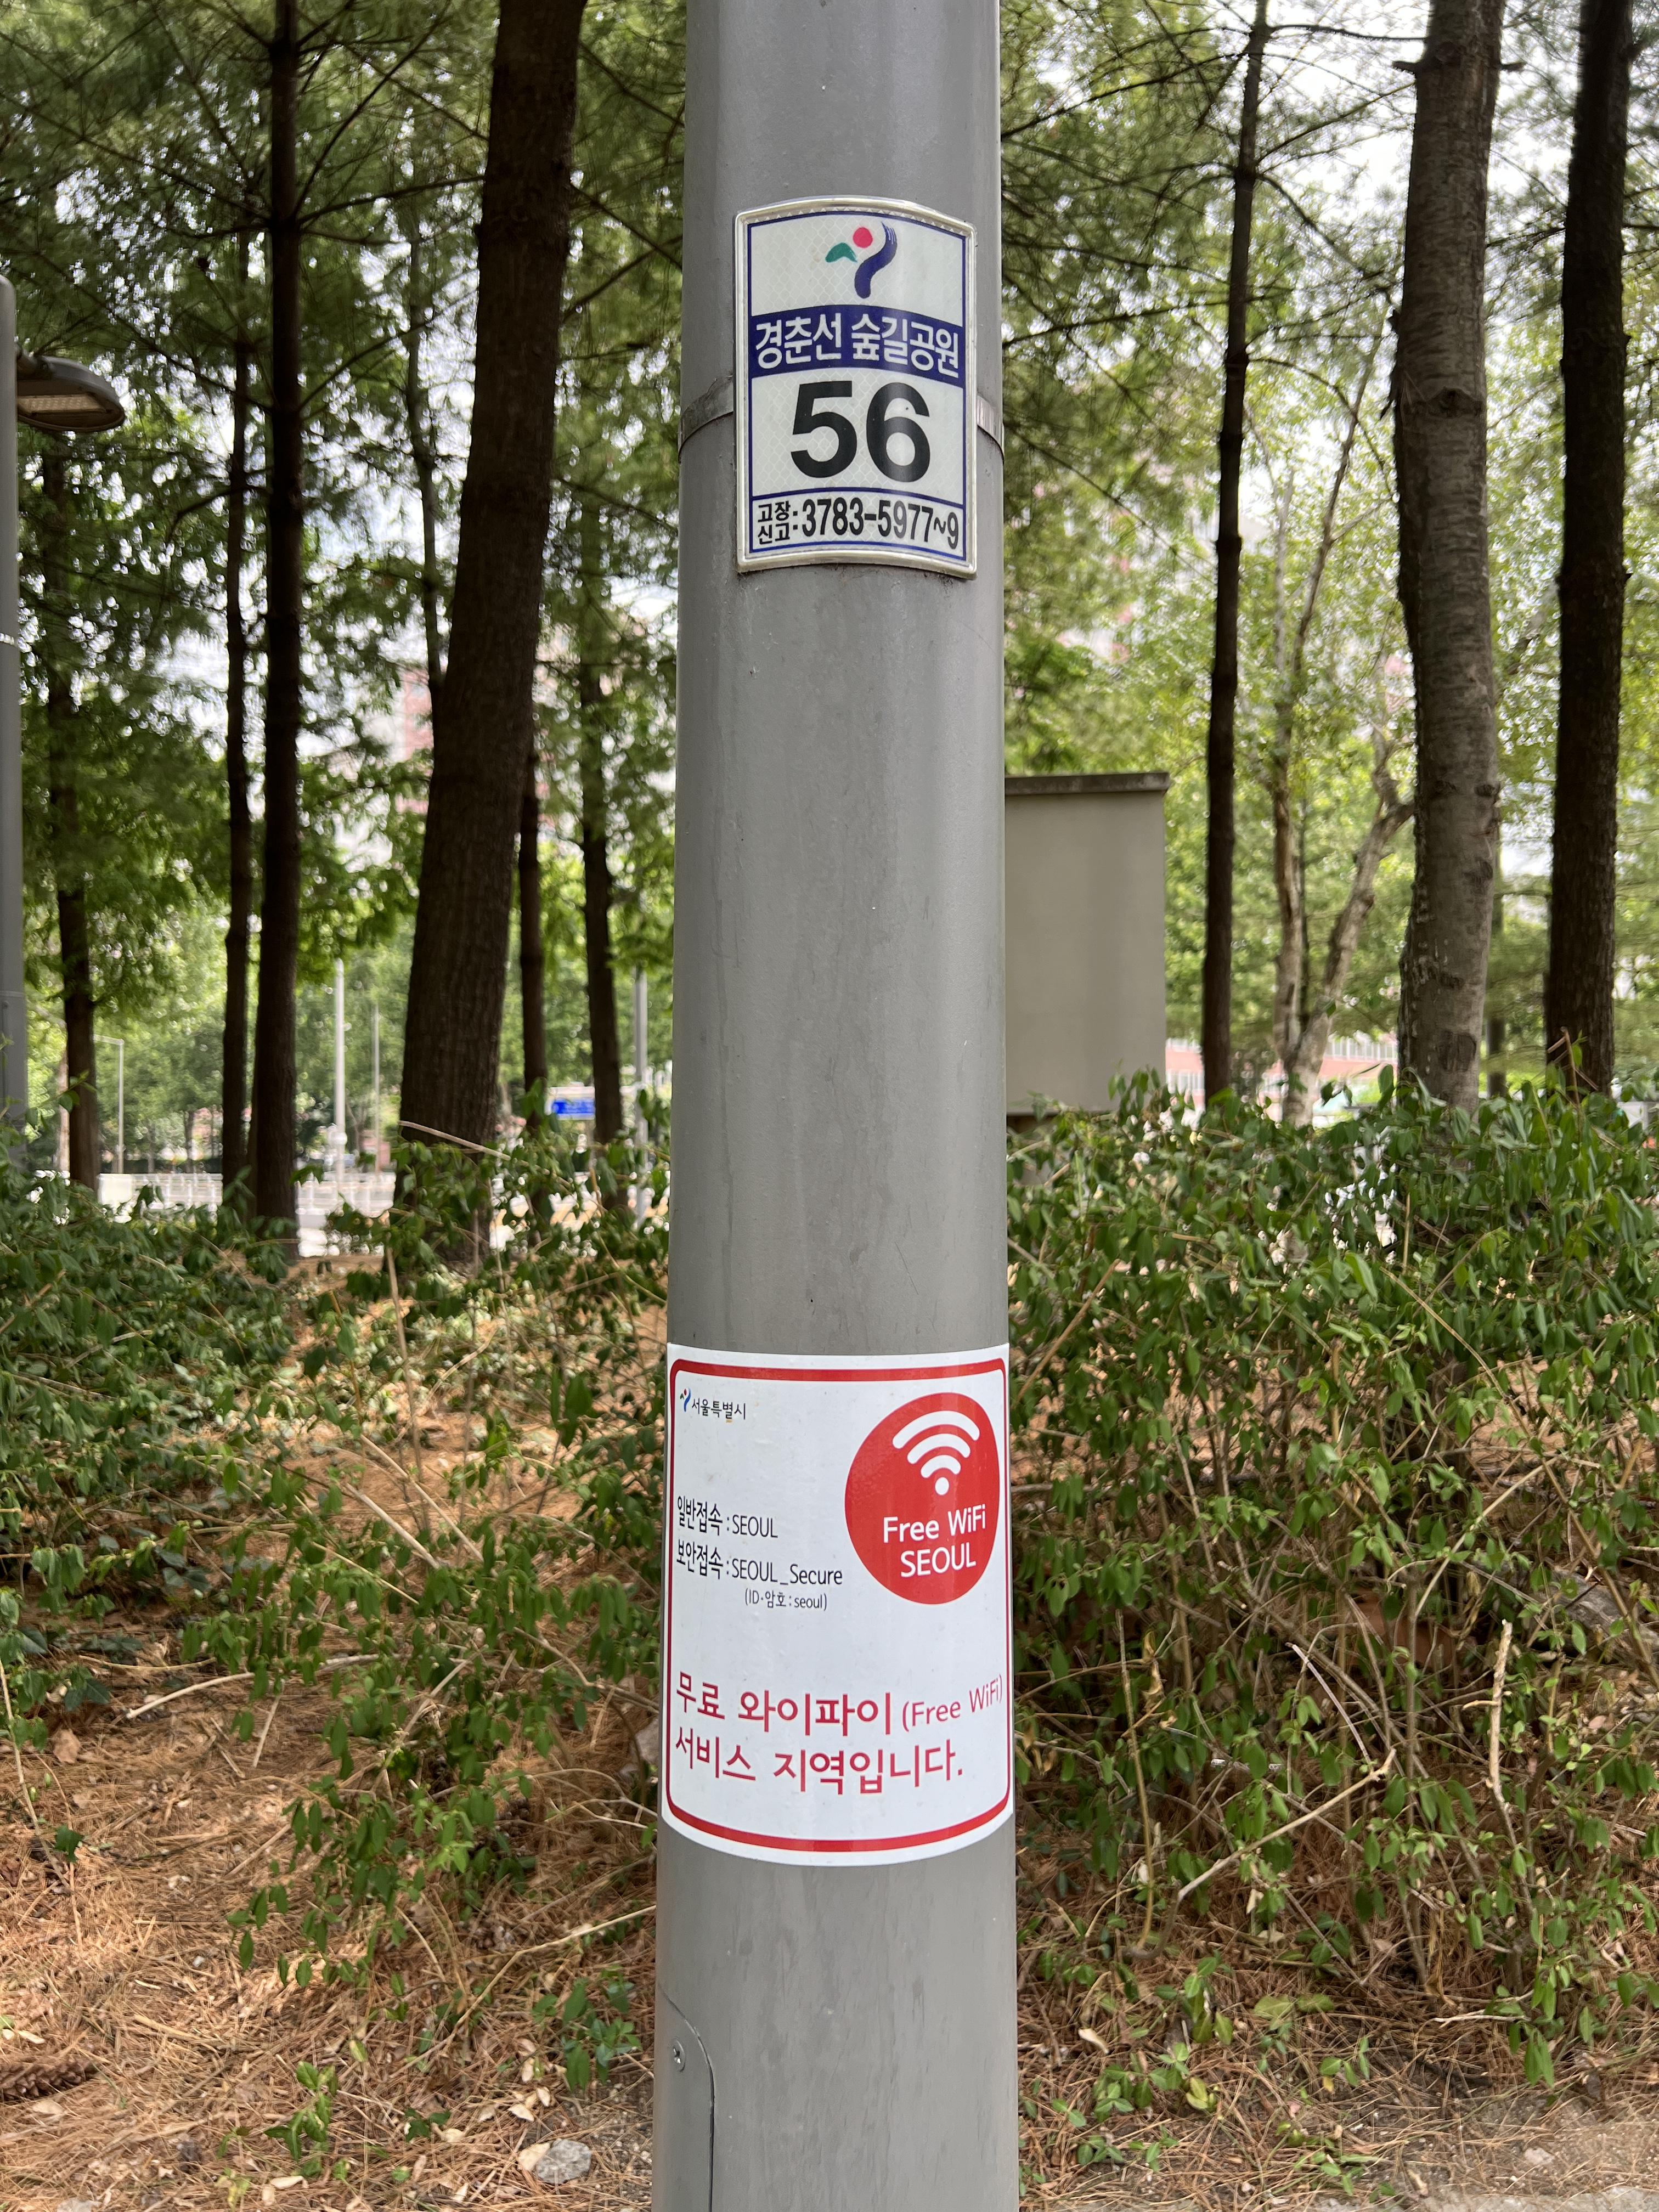 경춘선 숲길공원
56
고장
신고 : 3783-5977~9
서울특별시
Free WiFi
SEOUL
일반접속 : SEOUL
보안접속 : SEOUL_Secure
(ID·암호 : seoul)
무료 와이파이 (Free WiFi)
서비스 지역입니다.